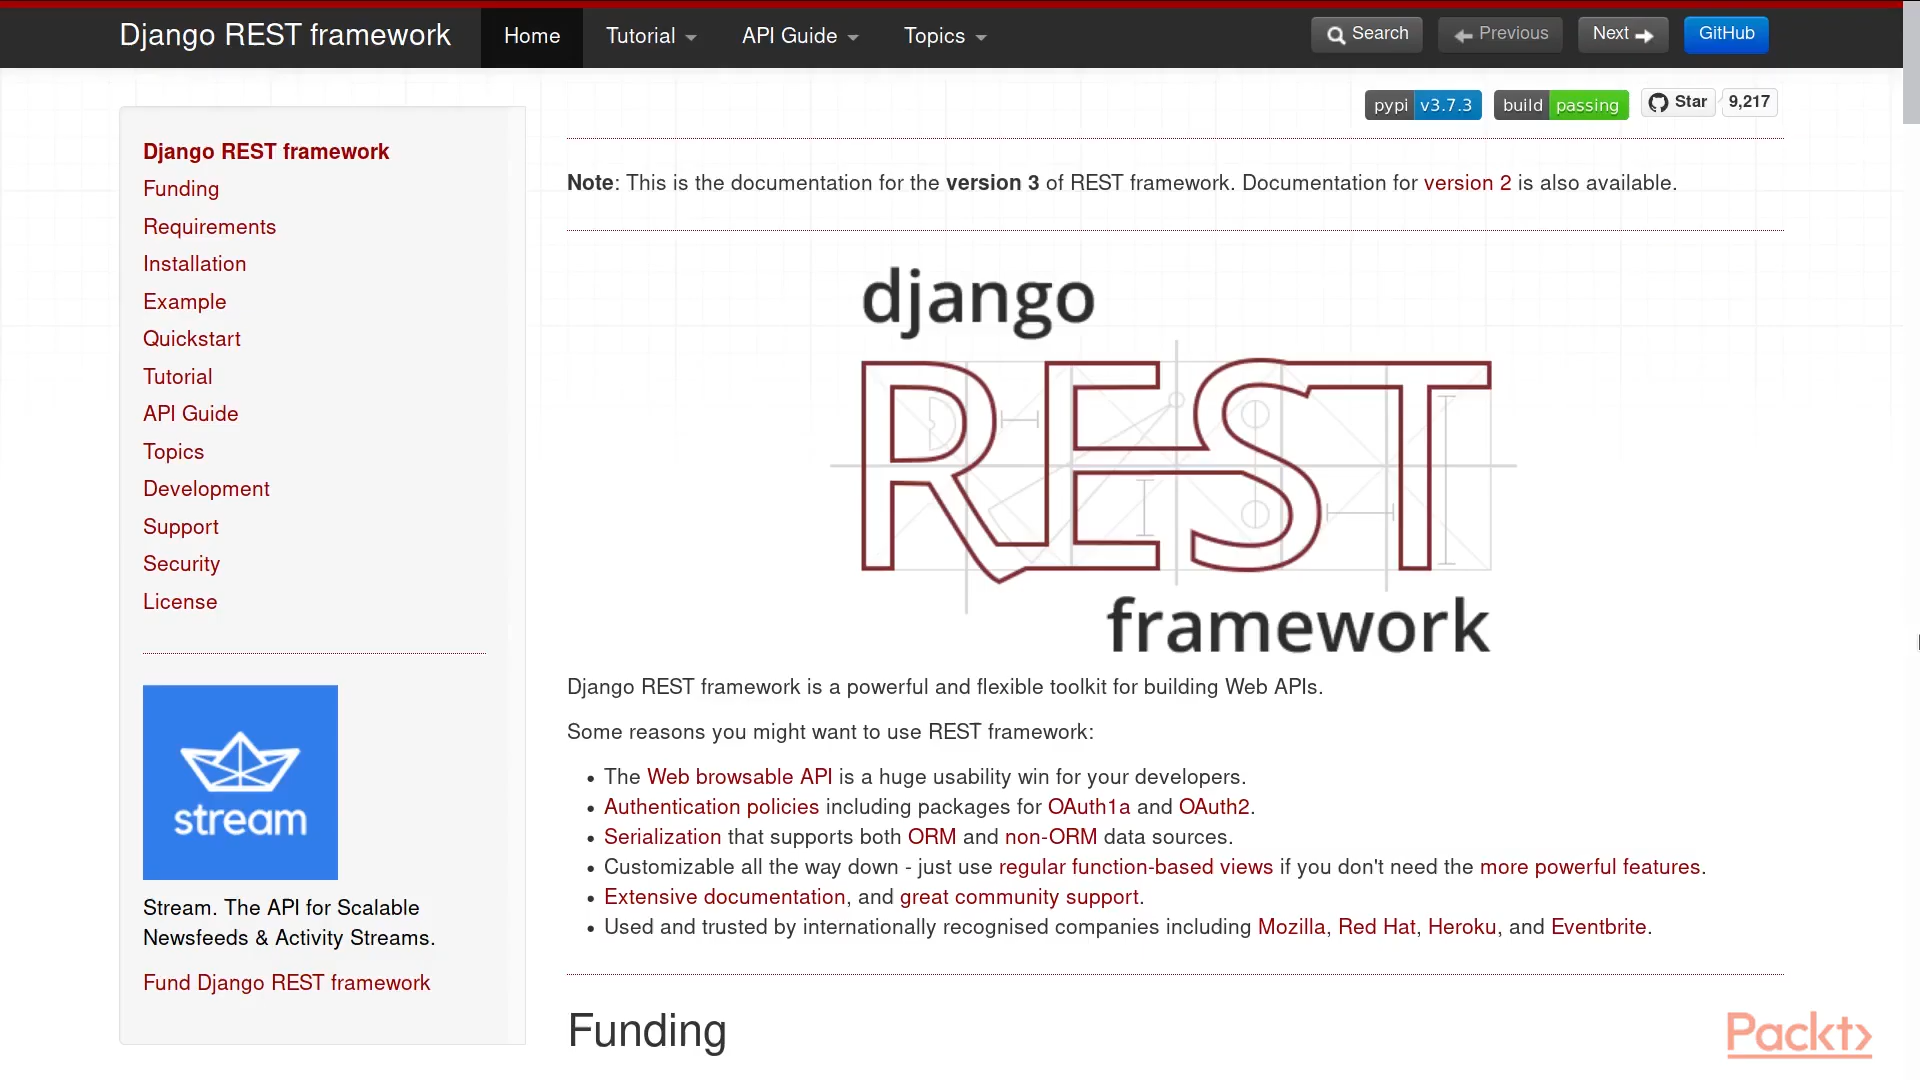 Django REST framework Home Tutorial API Guide Topics Search Previous Next GitHub
pypi v3.7.3 build passing Star 9,217
Django REST framework
Funding
Requirements
Installation
Example
Quickstart
Tutorial
API Guide
Topics
Development
Support
Security
License
stream
Stream. The API for Scalable
Newsfeeds & Activity Streams.
Fund Django REST framework
Note: This is the documentation for the version 3 of REST framework. Documentation for version 2 is also available.
django
REST
framework
Django REST framework is a powerful and flexible toolkit for building Web APIs.
Some reasons you might want to use REST framework:
• The Web browsable API is a huge usability win for your developers.
• Authentication policies including packages for OAuth1a and OAuth2.
• Serialization that supports both ORM and non-ORM data sources.
• Customizable all the way down - just use regular function-based views if you don't need the more powerful features.
• Extensive documentation, and great community support.
• Used and trusted by internationally recognised companies including Mozilla, Red Hat, Heroku, and Eventbrite.
Funding
Packt>